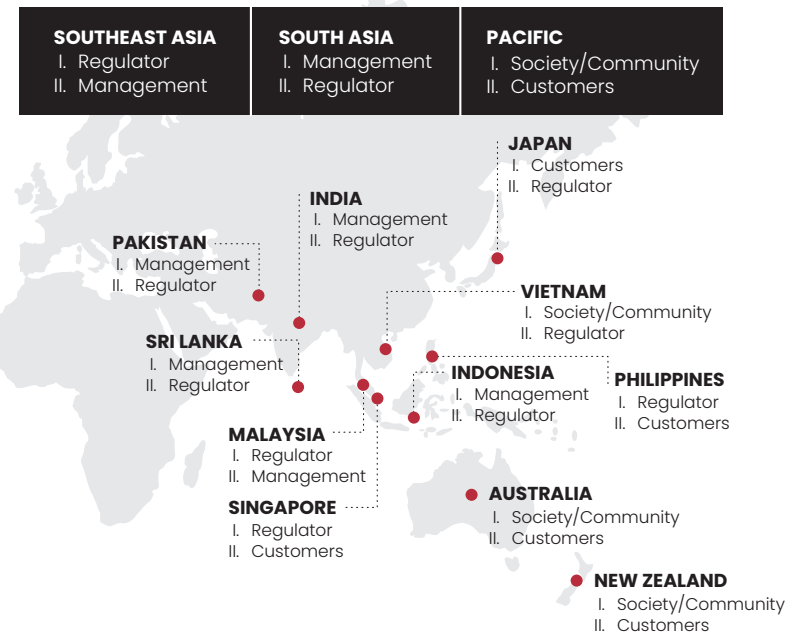 SOUTHEAST ASIA
I. Regulator
II. Management
SOUTH ASIA
I. Management
II. Regulator
PACIFIC
I. Society/Community
II. Customers
JAPAN
I. Customers
II. Regulator
INDIA
I. Management
II. Regulator
PAKISTAN
I. Management
II. Regulator
VIETNAM
I. Society/Community
II. Regulator
SRI LANKA
I. Management
II. Regulator
INDONESIA
I. Management
II. Regulator
PHILIPPINES
I. Regulator
II. Customers
MALAYSIA
I. Regulator
II. Management
SINGAPORE
I. Regulator
II. Customers
AUSTRALIA
I. Society/Community
II. Customers
NEW ZEALAND
I. Society/Community
II. Customers